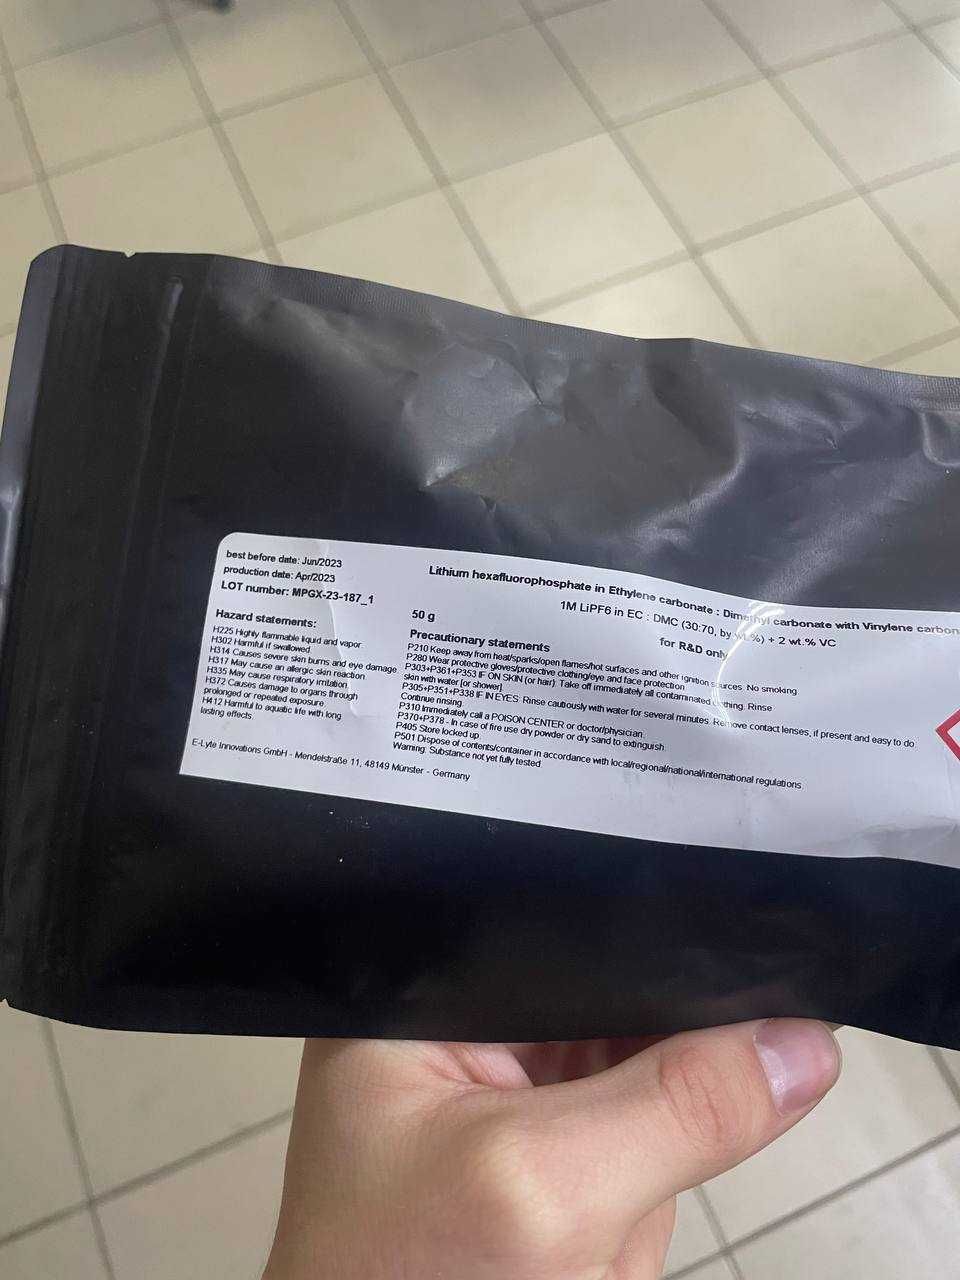 best before date: Jun/2023
production date: Apr/2023
LOT number: MPGX-23-187_1
Lithium hexafluorophosphate in Ethylene carbonate : Dimethyl carbonate with Vinylene carbon
1M LiPF6 in EC : DMC (30:70, by wt.%) + 2 wt.% VC
50 g
for R&D only
Hazard statements:
H225 Highly flammable liquid and vapor
H302 Harmful if swallowed
H314 Causes severe skin burns and eye damage
H317 May cause an allergic skin reaction
H335 May cause respiratory irritation
H372 Causes damage to organs through
prolonged or repeated exposure
H412 Harmful to aquatic life with long
lasting effects.
Precautionary statements
P210 Keep away from heat/sparks/open flames/hot surfaces and other ignition sources. No smoking.
P280 Wear protective gloves/protective clothing/eye and face protection
P303+P361+P353 IF ON SKIN (or hair): Take off immediately all contaminated clothing. Rinse
skin with water [or shower]
P305+P351+P338 IF IN EYES: Rinse cautiously with water for several minutes. Remove contact lenses, if present and easy to do
Continue rinsing
P310 Immediately call a POISON CENTER or doctor/physician.
P370+P378 - In case of fire use dry powder or dry sand to extinguish.
P405 Store locked up.
P501 Dispose of contents/container in accordance with local/regional/national/international regulations
Warning: Substance not yet fully tested
E-Lyte Innovations GmbH - Mendelstraße 11, 48149 Münster - Germany